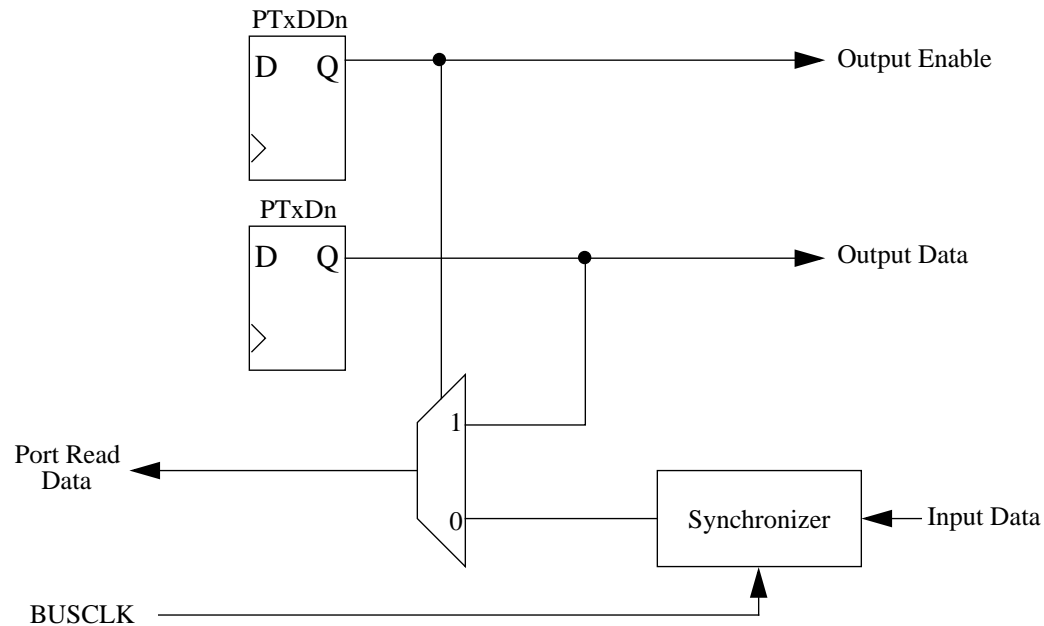 PTxDDn
D Q
Output Enable
PTxDn
D Q
Output Data
1
Port Read
Data
0
Synchronizer
Input Data
BUSCLK